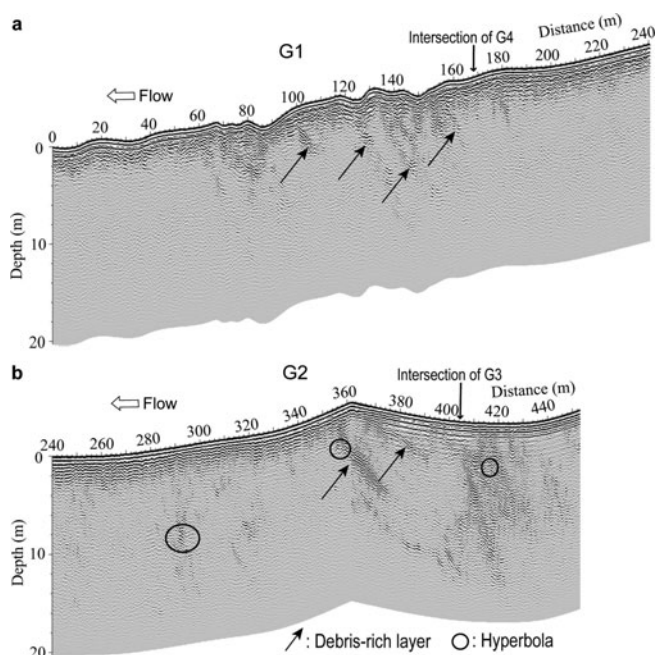 a
G1
Intersection of G4
Distance (m)
Flow
0 20 40 60 80 100 120 140 160 180 200 220 240
0
10
20
Depth (m)
b
G2
Intersection of G3
Distance (m)
Flow
240 260 280 300 320 340 360 380 400 420 440
0
10
20
Depth (m)
: Debris-rich layer
: Hyperbola